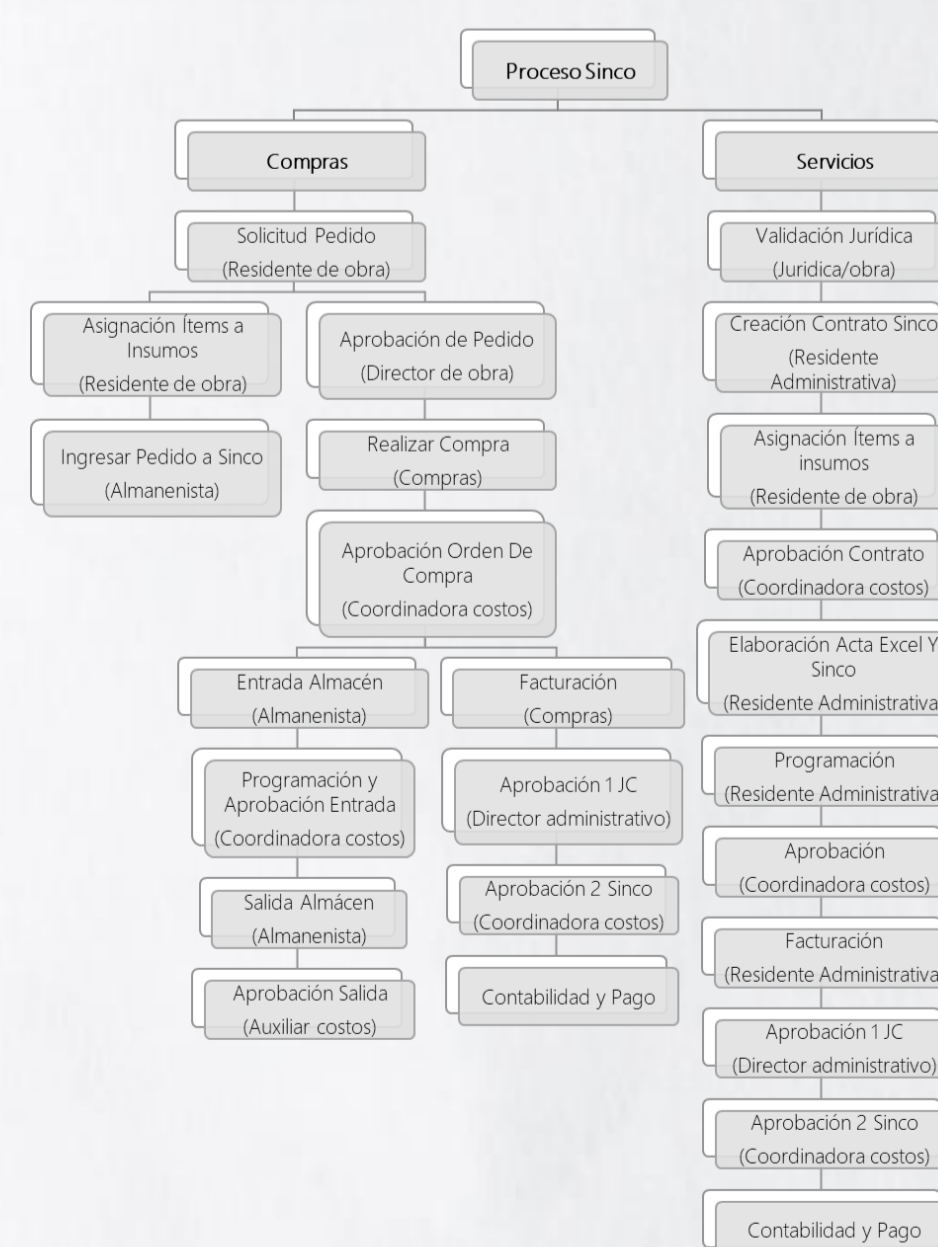 Proceso Sinco
Compras
Solicitud Pedido
(Residente de obra)
Asignación Ítems a
Insumos
(Residente de obra)
Ingresar Pedido a Sinco
(Almanenista)
Aprobación de Pedido
(Director de obra)
Realizar Compra
(Compras)
Aprobación Orden De
Compra
(Coordinadora costos)
Entrada Almacén
(Almanenista)
Programación y
Aprobación Entrada
(Coordinadora costos)
Salida Almácen
(Almanenista)
Aprobación Salida
(Auxiliar costos)
Facturación
(Compras)
Aprobación 1 JC
(Director administrativo)
Aprobación 2 Sinco
(Coordinadora costos)
Contabilidad y Pago
Servicios
Validación Jurídica
(Juridica/obra)
Creación Contrato Sinco
(Residente
Administrativa)
Asignación Ítems a
insumos
(Residente de obra)
Aprobación Contrato
(Coordinadora costos)
Elaboración Acta Excel Y
Sinco
(Residente Administrativa
Programación
(Residente Administrativa
Aprobación
(Coordinadora costos)
Facturación
(Residente Administrativa
Aprobación 1 JC
(Director administrativo)
Aprobación 2 Sinco
(Coordinadora costos)
Contabilidad y Pago